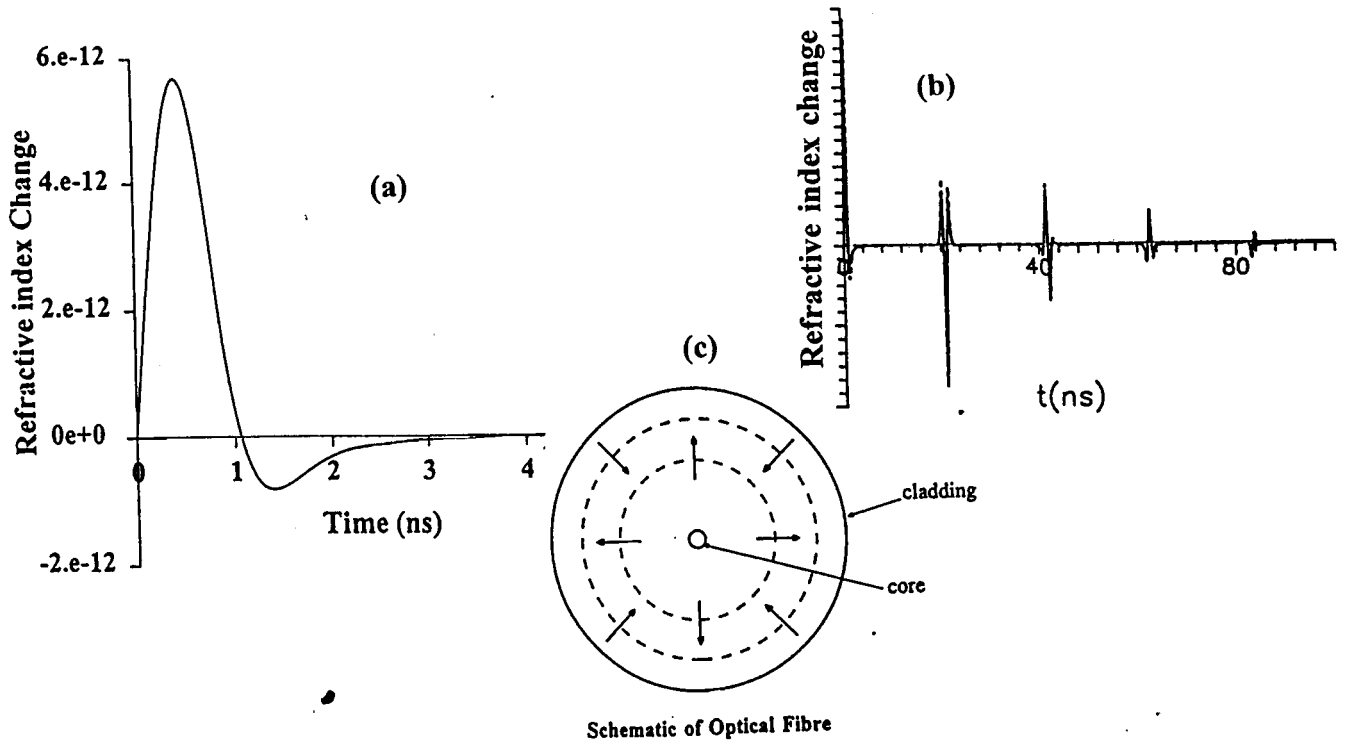 6.e-12
4.e-12
2.e-12
0e+0
-2.e-12
Refractive index Change
(a)
0 1 2 3 4
Time (ns)
Refractive index change
(b)
0 40 80
t(ns)
(c)
cladding
core
Schematic of Optical Fibre